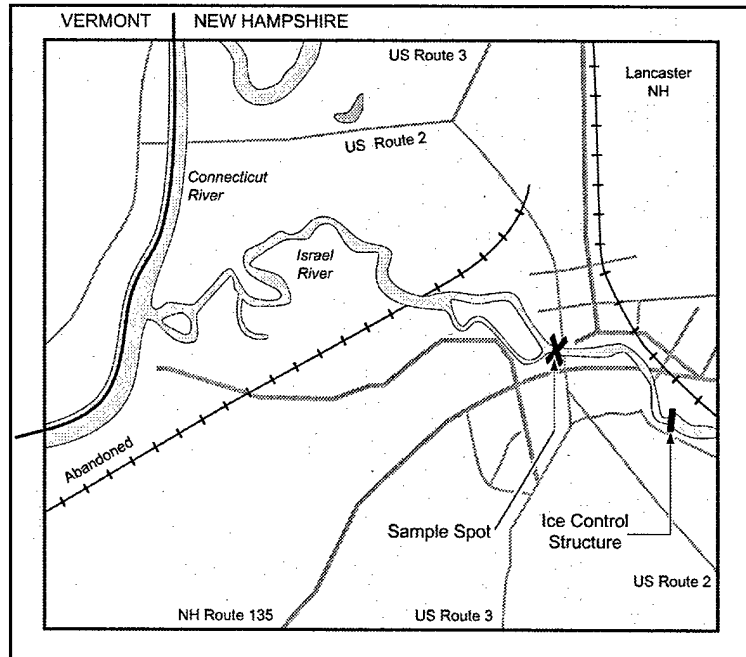 VERMONT
NEW HAMPSHIRE
US Route 3
Lancaster
NH
US Route 2
Connecticut
River
Israel
River
Abandoned
Sample Spot
Ice Control
Structure
US Route 2
NH Route 135
US Route 3